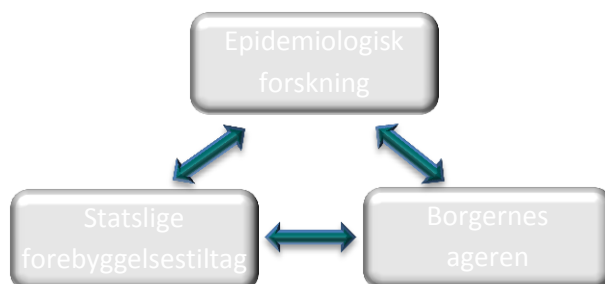 Epidemiologisk
forskning
Statslige
forebyggelsestiltag
Borgernes
ageren